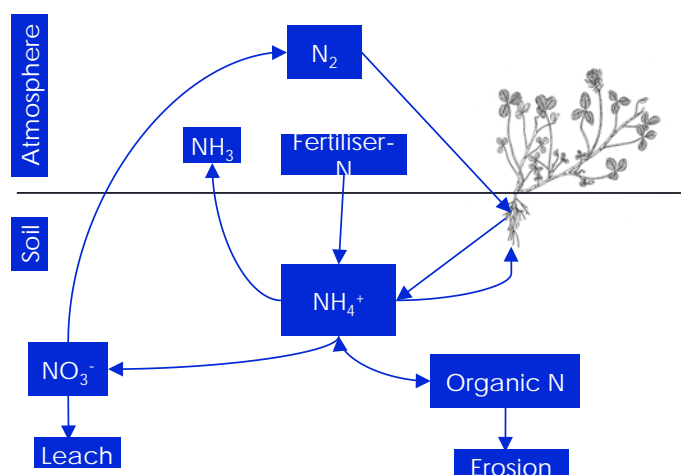 Atmosphere
N₂
NH₃
Fertiliser-
N
Soil
NH₄⁺
NO₃⁻
Organic N
Leach
Erosion